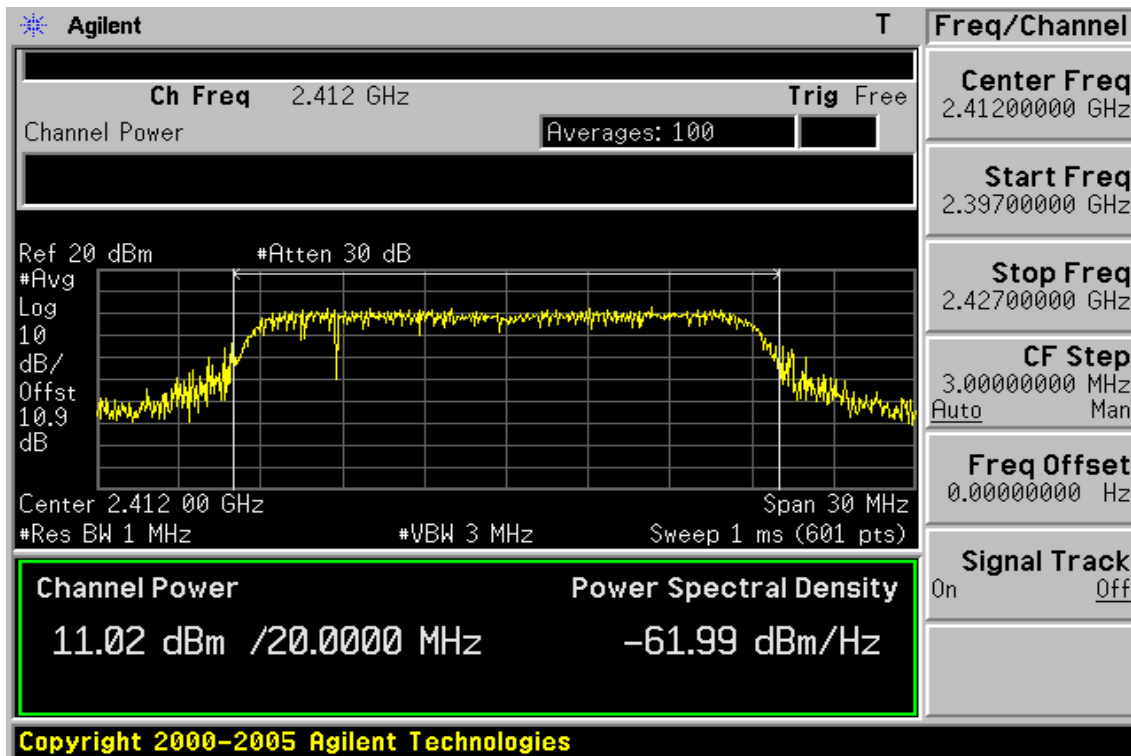 Agilent T
Freq/Channel
Ch Freq 2.412 GHz Trig Free
Channel Power Averages: 100
Ref 20 dBm #Atten 30 dB
#Avg
Log
10
dB/
Offst
10.9
dB
Center 2.412 00 GHz Span 30 MHz
#Res BW 1 MHz #VBW 3 MHz Sweep 1 ms (601 pts)
Channel Power Power Spectral Density
11.02 dBm /20.0000 MHz -61.99 dBm/Hz
Center Freq
2.41200000 GHz
Start Freq
2.39700000 GHz
Stop Freq
2.42700000 GHz
CF Step
3.00000000 MHz
Auto Man
Freq Offset
0.00000000 Hz
Signal Track
On Off
Copyright 2000-2005 Agilent Technologies